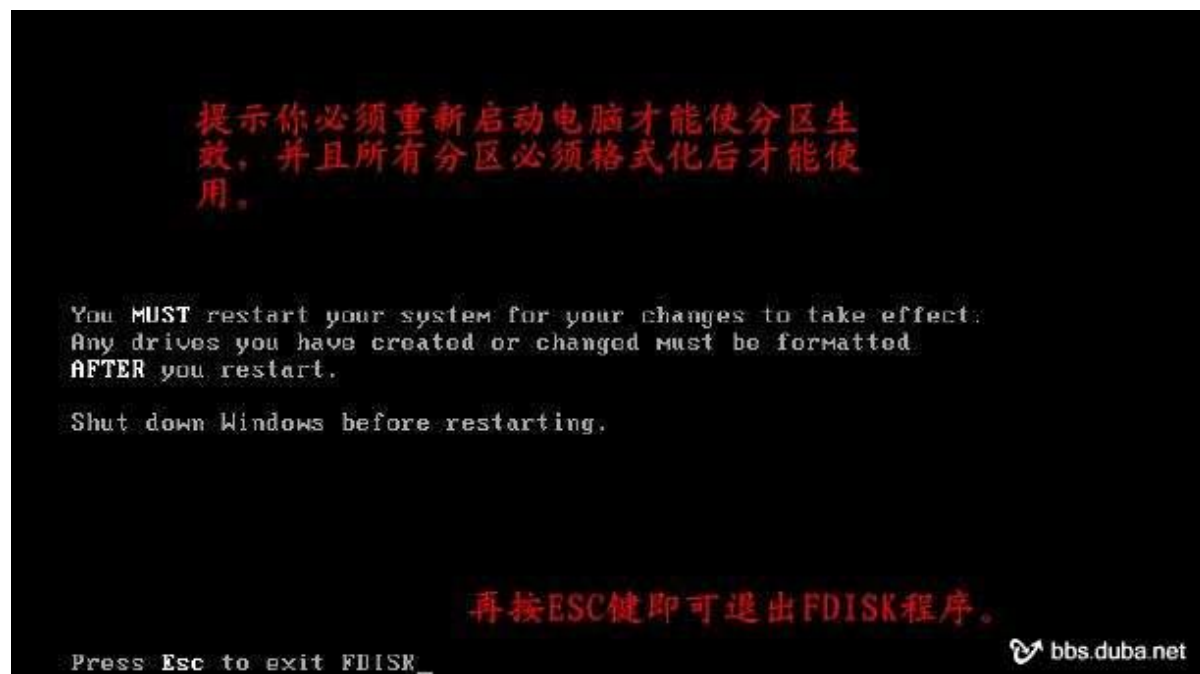 提示你必须重新启动电脑才能使分区生
效，并且所有分区必须格式化后才能使
用。
You MUST restart your system for your changes to take effect.
Any drives you have created or changed must be formatted
AFTER you restart.
Shut down Windows before restarting.
再按ESC键即可退出FDISK程序。
Press Esc to exit FDISK_
bbs.duba.net